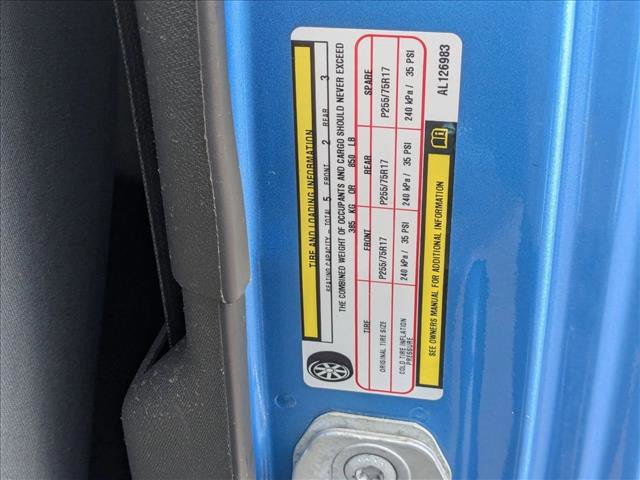 TIRE AND LOADING INFORMATION
SEATING CAPACITY - TOTAL 5 FRONT 2 REAR 3
THE COMBINED WEIGHT OF OCCUPANTS AND CARGO SHOULD NEVER EXCEED
385 KG OR 850 LB
TIRE FRONT REAR SPARE
ORIGINAL TIRE SIZE P255/75R17 P255/75R17 P255/75R17
COLD TIRE INFLATION 240 kPa / 35 PSI 240 kPa / 35 PSI 240 kPa / 35 PSI
PRESSURE
SEE OWNERS MANUAL FOR ADDITIONAL INFORMATION
AL126983